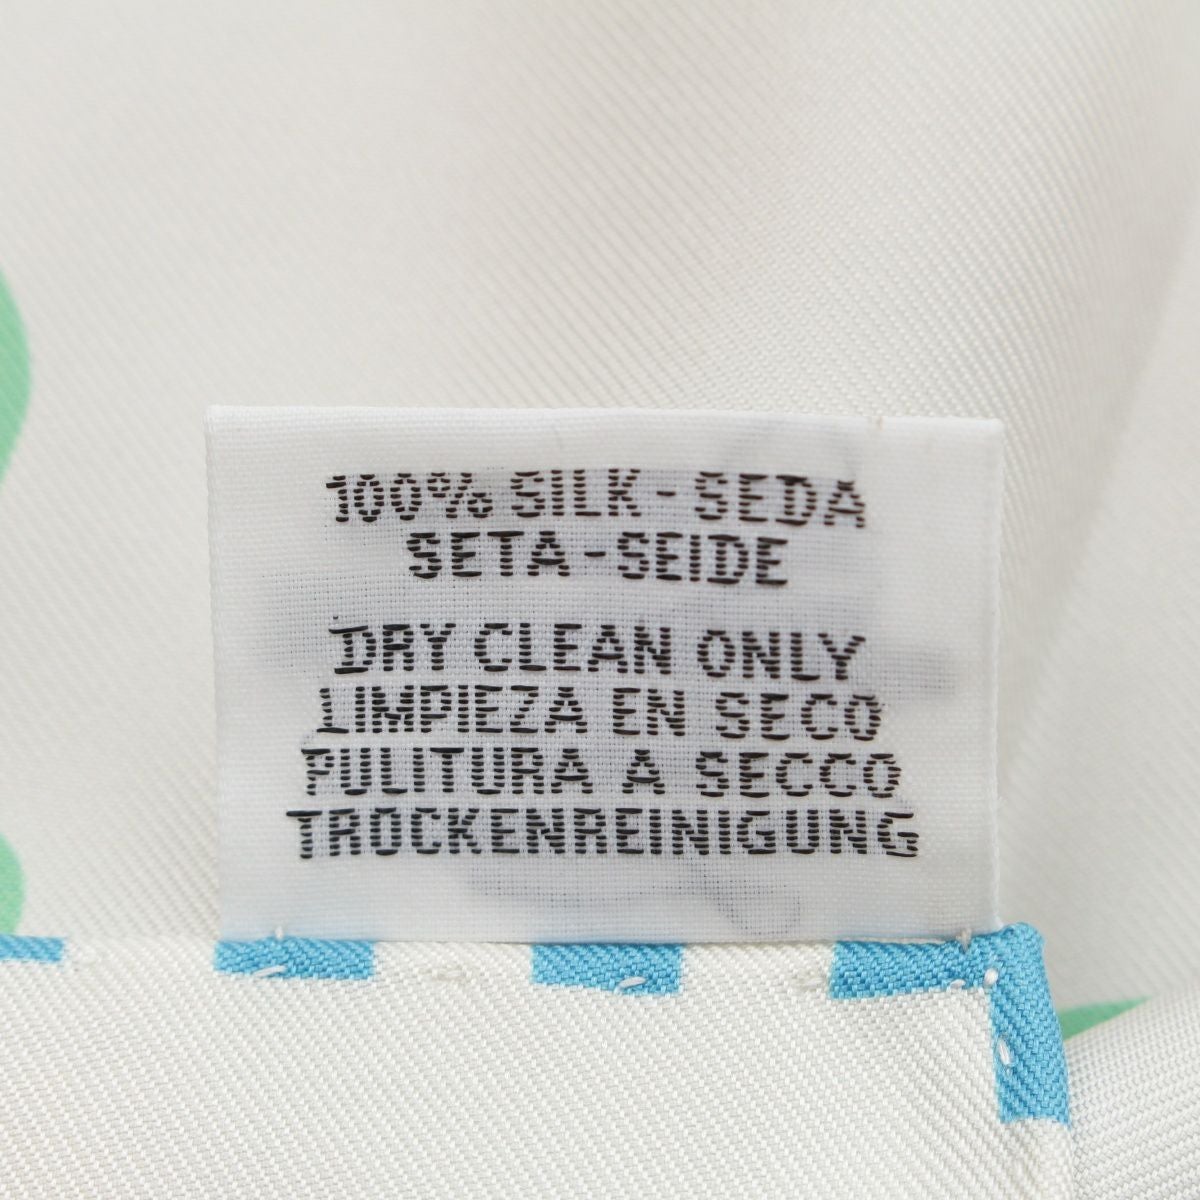 100% SILK - SEDA
SETA - SEIDE
DRY CLEAN ONLY
LIMPIEZA EN SECO
PULITURA A SECCO
TROCKENREINIGUNG